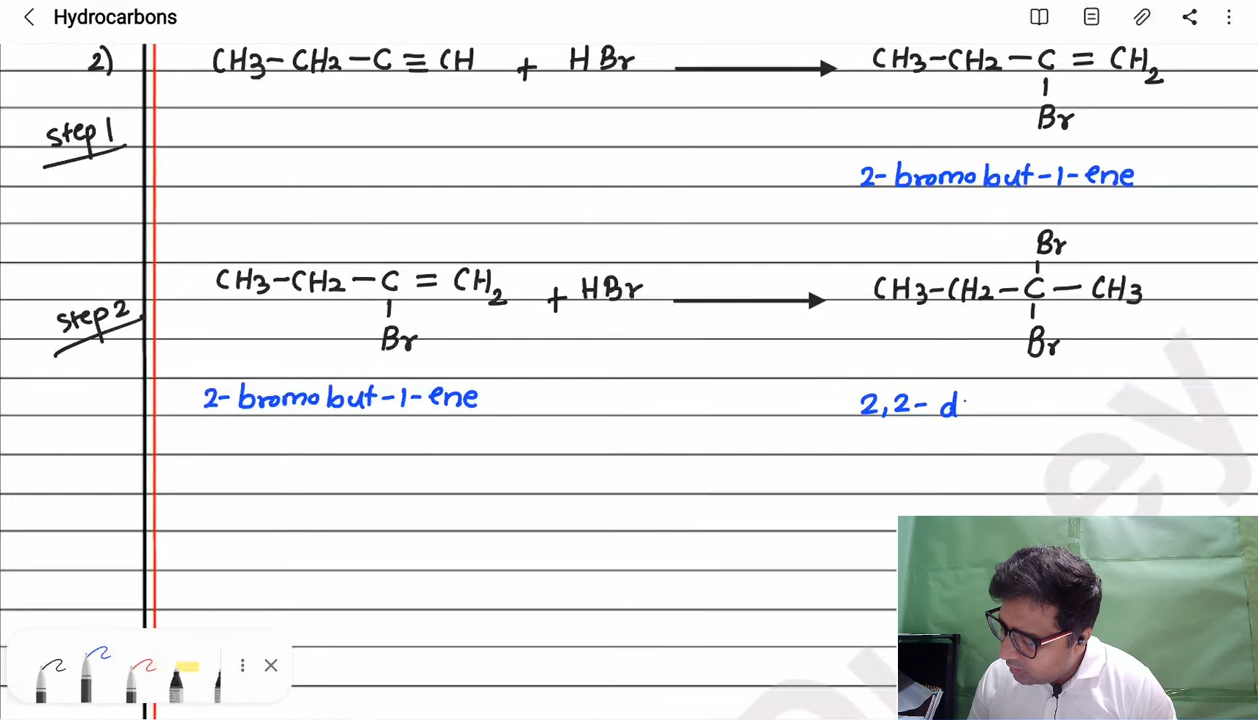 Hydrocarbons
2) CH3-CH2-C≡CH + HBr → CH3-CH2-C=CH2
Br
step 1
2-bromobut-1-ene
Br
CH3-CH2-C=CH2 + HBr → CH3-CH2-C-CH3
step 2
Br Br
2-bromobut-1-ene 2,2-d
ey